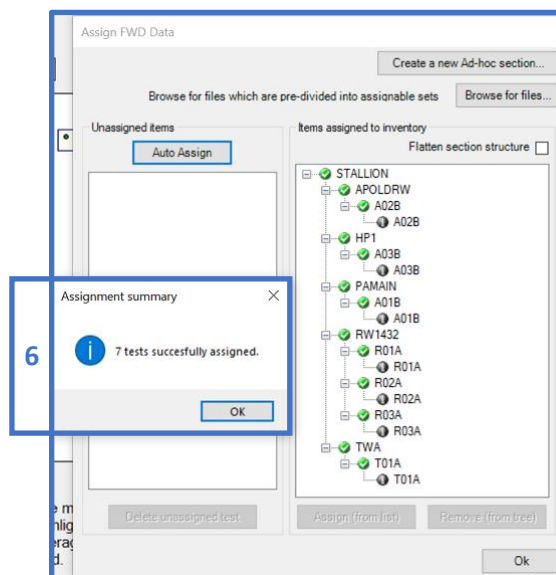 Assign FWD Data
Create a new Ad-hoc section...
Browse for files which are pre-divided into assignable sets
Browse for files...
Unassigned items
Auto Assign
Items assigned to inventory
Flatten section structure
STALLION
APOLDRW
A02B
A02B
HP1
A03B
A03B
PAMAIN
A01B
A01B
RW1432
R01A
R01A
R02A
R02A
R03A
R03A
TWA
T01A
T01A
Assignment summary
6
7 tests succesfully assigned.
OK
Delete unassigned test
Assign (from list)
Remove (from tree)
Ok
d.